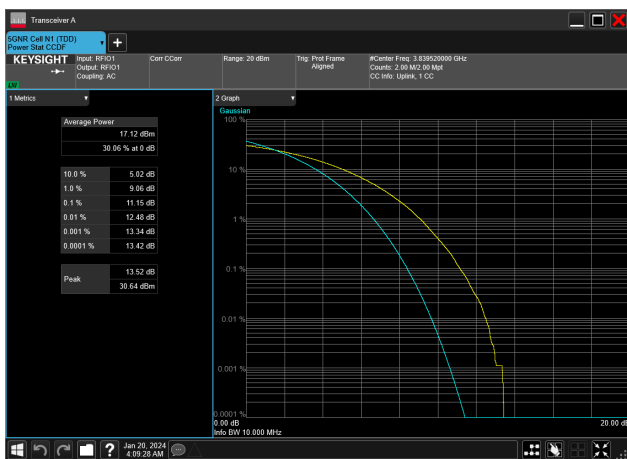 Transceiver A
5GNR Cell N1 (TDD)
Power Stat CCDF
KEYSIGHT
LXI
Input: RFIO1
Output: RFIO1
Coupling: AC
Corr CCorr
Range: 20 dBm
Trig: Prot Frame
Aligned
#Center Freq: 3.839520000 GHz
Counts: 2.00 M/2.00 Mpt
CC Info: Uplink, 1 CC
1 Metrics
Average Power
17.12 dBm
30.06 % at 0 dB
10.0 % 5.02 dB
1.0 % 9.06 dB
0.1 % 11.15 dB
0.01 % 12.48 dB
0.001 % 13.34 dB
0.0001 % 13.42 dB
Peak 13.52 dB
30.64 dBm
2 Graph
Gaussian
100 %
10 %
1 %
0.1 %
0.01 %
0.001 %
0.0001 %
0.00 dB 20.00 dB
Info BW 10.000 MHz
Jan 20, 2024
4:09:28 AM